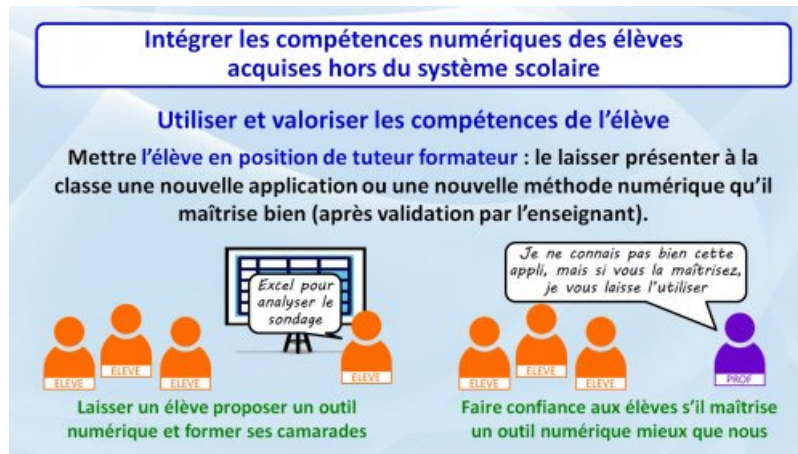 Intégrer les compétences numériques des élèves
acquises hors du système scolaire
Utiliser et valoriser les compétences de l'élève
Mettre l'élève en position de tuteur formateur : le laisser présenter à la
classe une nouvelle application ou une nouvelle méthode numérique qu'il
maîtrise bien (après validation par l'enseignant).
Excel pour
analyser le
sondage
ELEVE
ELEVE
ELEVE
ELEVE
Laisser un élève proposer un outil
numérique et former ses camarades
Je ne connais pas bien cette
appli, mais si vous la maîtrisez,
je vous laisse l'utiliser
ELEVE
ELEVE
ELEVE
PROF
Faire confiance aux élèves s'il maîtrise
un outil numérique mieux que nous